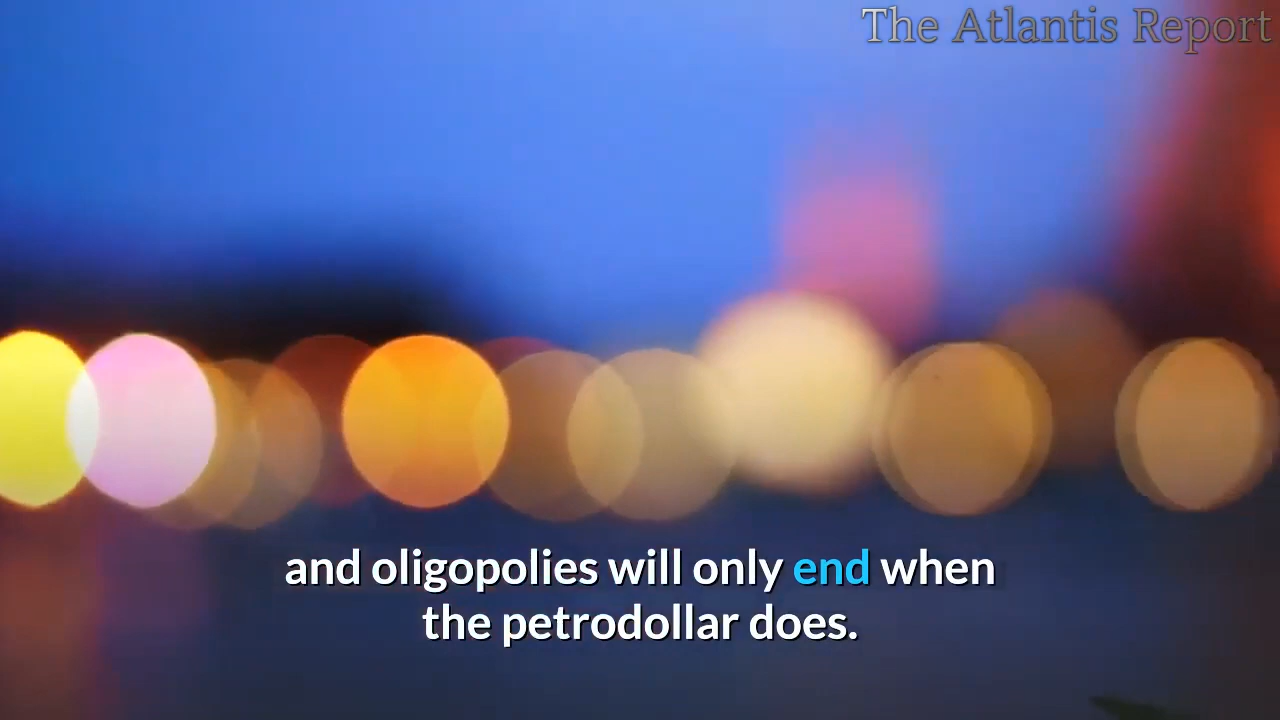 The Atlantis Report
and oligopolies will only end when
the petrodollar does.